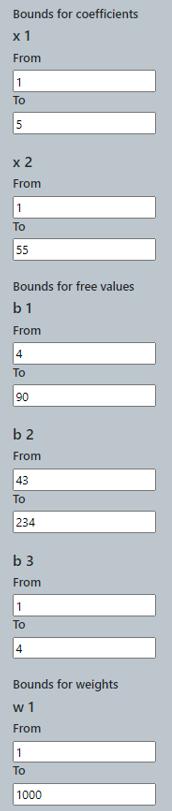 Bounds for coefficients
x 1
From
1
To
5
x 2
From
1
To
55
Bounds for free values
b 1
From
4
To
90
b 2
From
43
To
234
b 3
From
1
To
4
Bounds for weights
w 1
From
1
To
1000